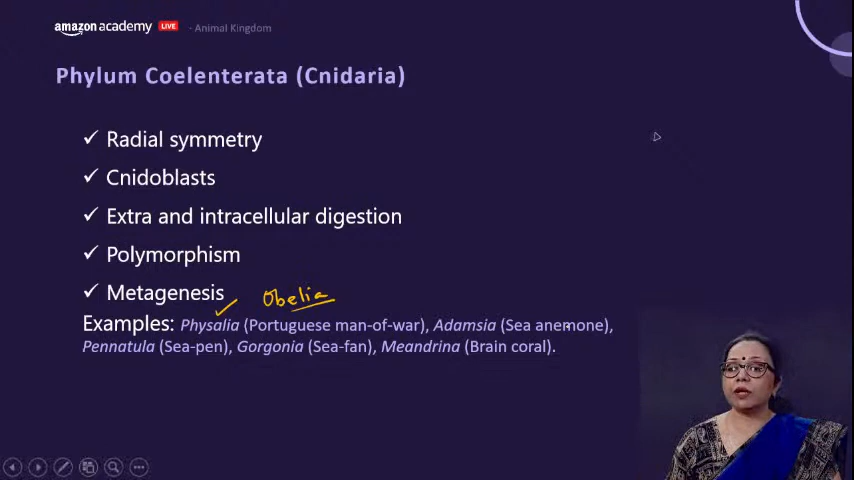 amazon academy LIVE - Animal Kingdom
Phylum Coelenterata (Cnidaria)
✓ Radial symmetry
✓ Cnidoblasts
✓ Extra and intracellular digestion
✓ Polymorphism
✓ Metagenesis
Obelia
Examples: Physalia (Portuguese man-of-war), Adamsia (Sea anemone),
Pennatula (Sea-pen), Gorgonia (Sea-fan), Meandrina (Brain coral).